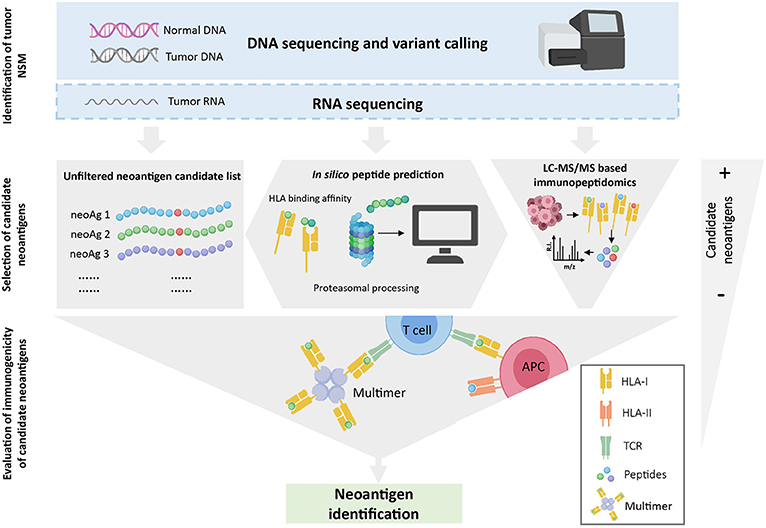 Identification of tumor
NSM
Normal DNA
Tumor DNA
DNA sequencing and variant calling
Tumor RNA
RNA sequencing
Selection of candidate
neoantigens
Unfiltered neoantigen candidate list
neoAg 1
neoAg 2
neoAg 3
...... ......
...... ......
In silico peptide prediction
HLA binding affinity
Proteasomal processing
LC-MS/MS based
immunopeptidomics
R.I.
m/z
+
Candidate
neoantigens
-
Evaluation of immunogenicity
of candidate neoantigens
T cell
APC
Multimer
HLA-I
HLA-II
TCR
Peptides
Multimer
Neoantigen
identification